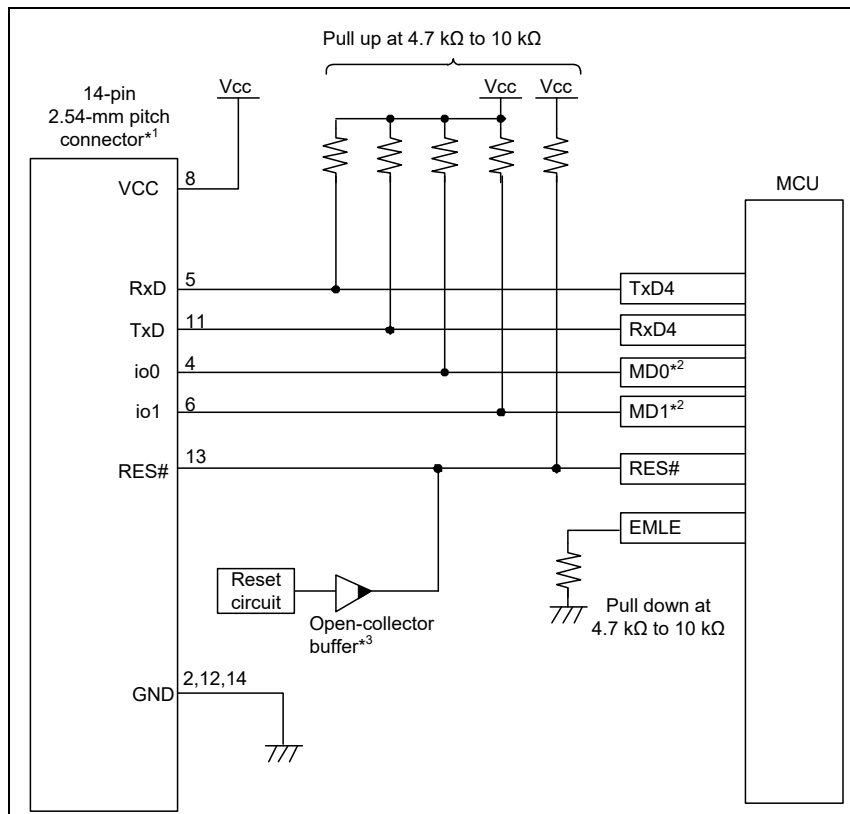 Pull up at 4.7 kΩ to 10 kΩ
14-pin
2.54-mm pitch
connector*1
Vcc
Vcc
Vcc
MCU
VCC
8
RxD
5
TxD4
TxD
11
RxD4
io0
4
MD0*2
io1
6
MD1*2
RES#
13
RES#
EMLE
Reset
circuit
Open-collector
buffer*3
Pull down at
4.7 kΩ to 10 kΩ
GND
2,12,14